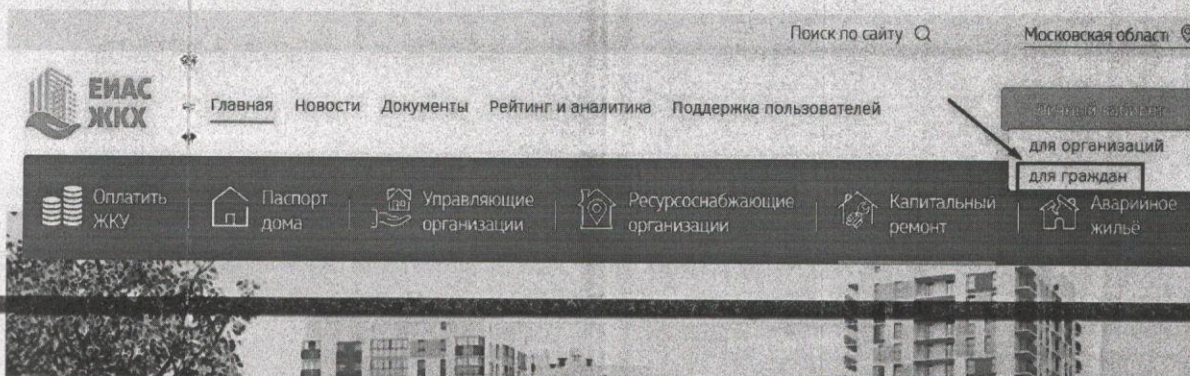 Поиск по сайту
Московская област
ЕИАС
ЖКХ
Главная Новости Документы Рейтинг и аналитика Поддержка пользователей
для организаций
для граждан
Оплатить
ЖКУ
Паспорт
дома
Управляющие
организации
Ресурсоснабжающие
организации
Капитальный
ремонт
Аварийное
жильё